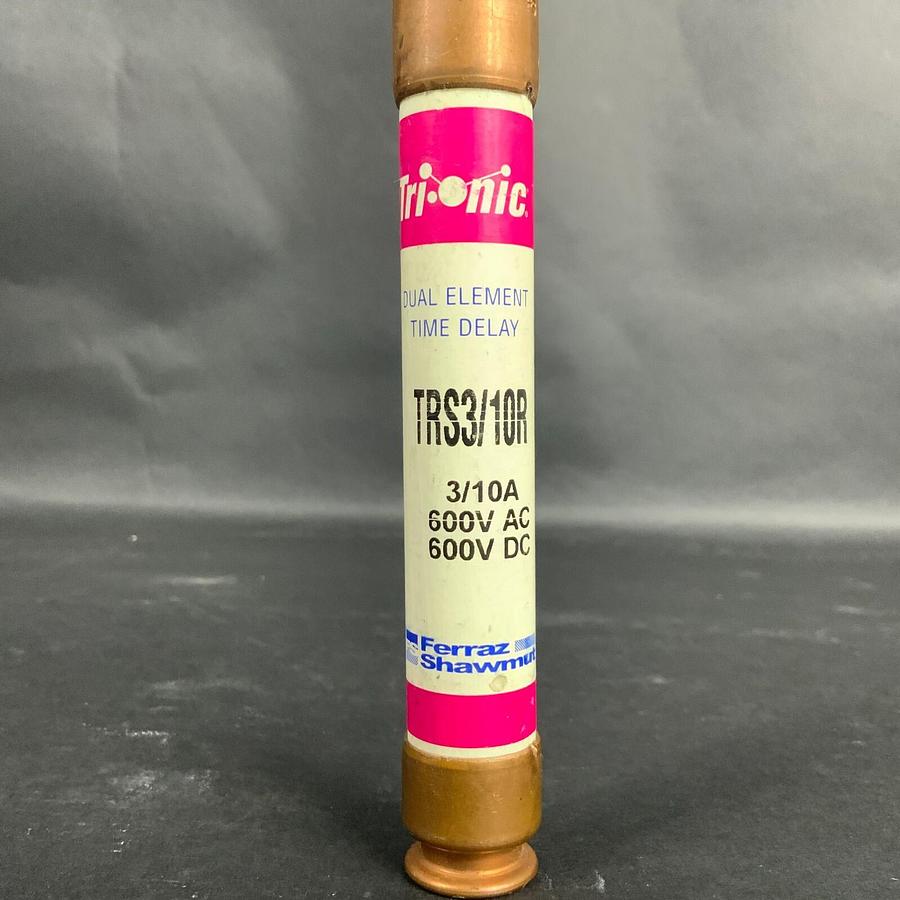 Tri-onic
DUAL ELEMENT
TIME DELAY
TRS3/10R
3/10A
600V AC
600V DC
Ferraz
Shawmut